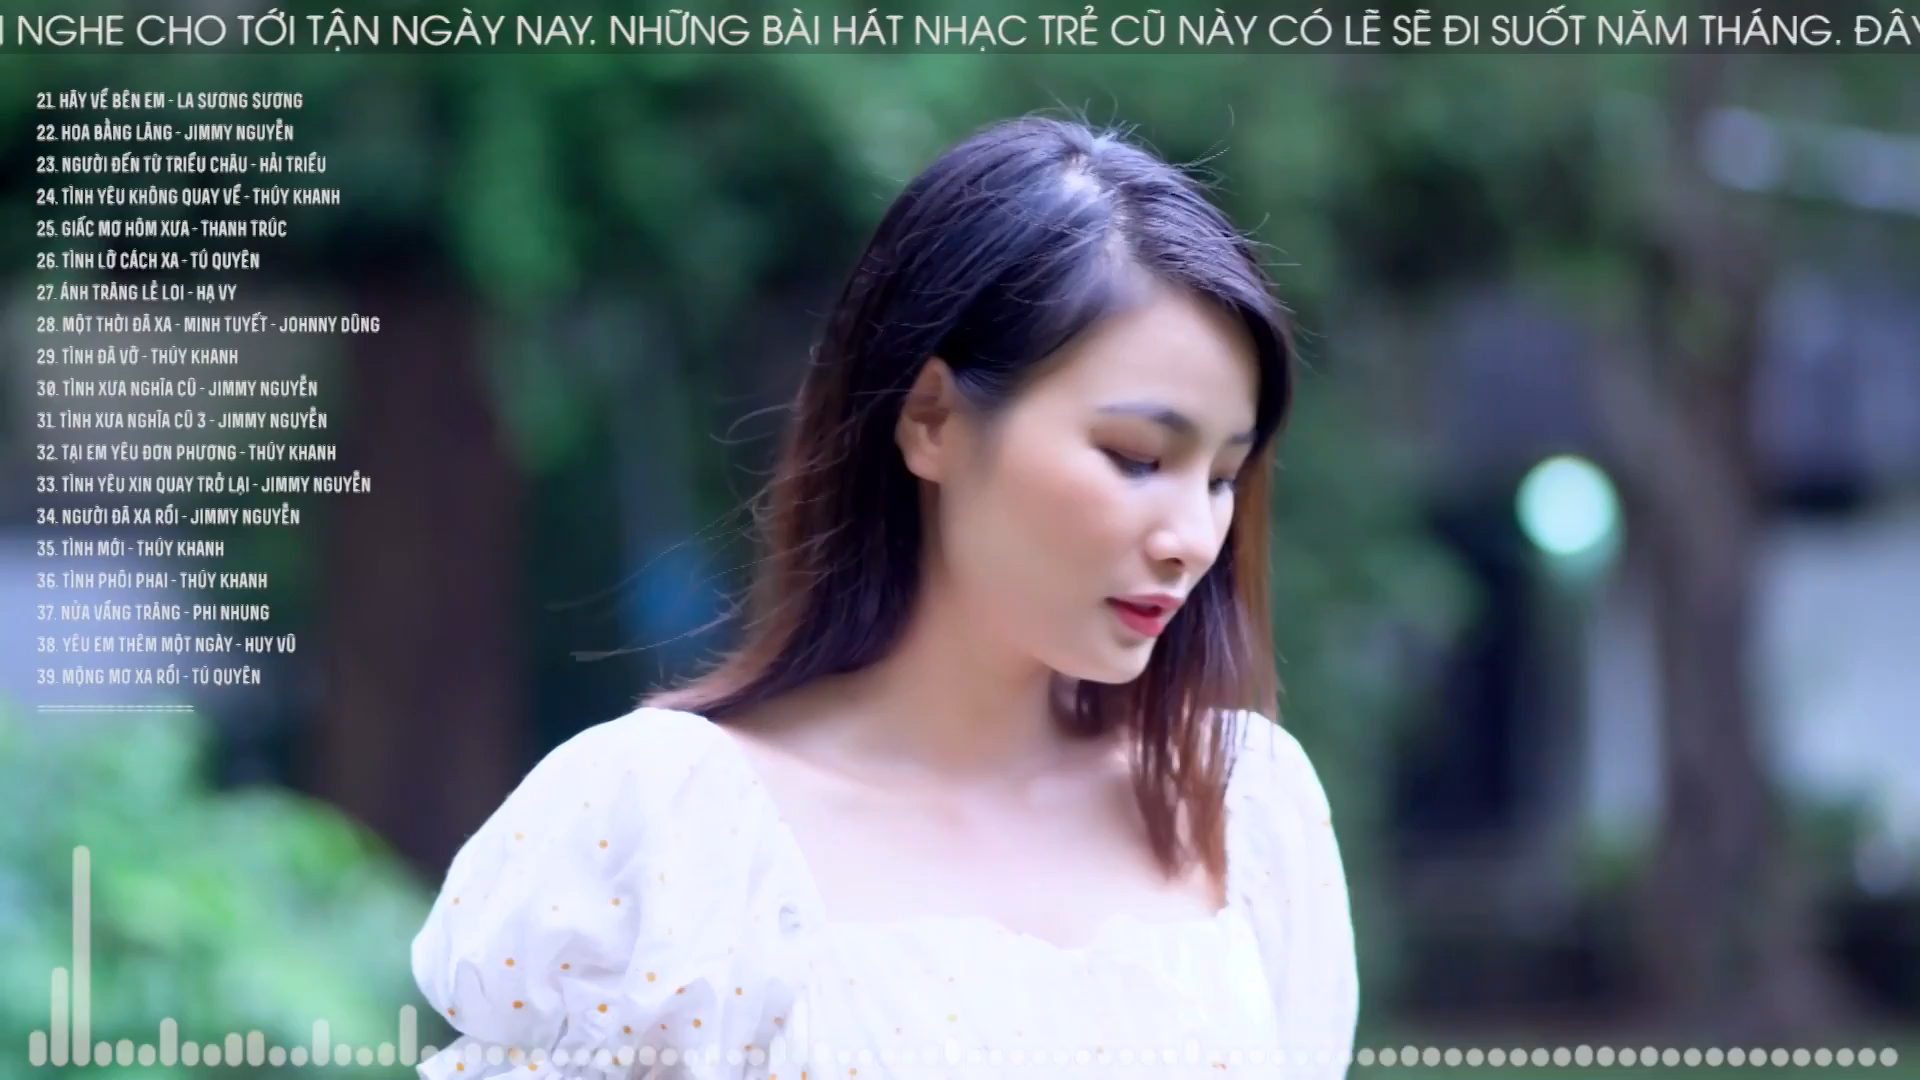 NGHE CHO TỚI TẬN NGÀY NAY. NHỮNG BÀI HÁT NHẠC TRẺ CŨ NÀY CÓ LẼ SẼ ĐI SUỐT NĂM THÁNG. ĐÂY
21. HÃY VỀ BÊN EM - LA SƯƠNG SƯƠNG
22. HOA BẰNG LĂNG - JIMMY NGUYỄN
23. NGƯỜI ĐẾN TỪ TRIỀU CHÂU - HẢI TRIỀU
24. TÌNH YÊU KHÔNG QUAY VỀ - THÚY KHANH
25. GIẤC MƠ HÔM XƯA - THANH TRÚC
26. TÌNH LỠ CÁCH XA - TÚ QUYÊN
27. ÁNH TRĂNG LẺ LOI - HẠ VY
28. MỘT THỜI ĐÃ XA - MINH TUYẾT - JOHNNY DŨNG
29. TÌNH ĐÃ VỠ - THÚY KHANH
30. TÌNH XƯA NGHĨA CŨ - JIMMY NGUYỄN
31. TÌNH XƯA NGHĨA CŨ 3 - JIMMY NGUYỄN
32. TẠI EM YÊU ĐƠN PHƯƠNG - THÚY KHANH
33. TÌNH YÊU XIN QUAY TRỞ LẠI - JIMMY NGUYỄN
34. NGƯỜI ĐÃ XA RỒI - JIMMY NGUYỄN
35. TÌNH MỚI - THÚY KHANH
36. TÌNH PHÔI PHAI - THÚY KHANH
37. NỬA VẦNG TRĂNG - PHI NHUNG
38. YÊU EM THÊM MỘT NGÀY - HUY VŨ
39. MỘNG MƠ XA RỒI - TÚ QUYÊN